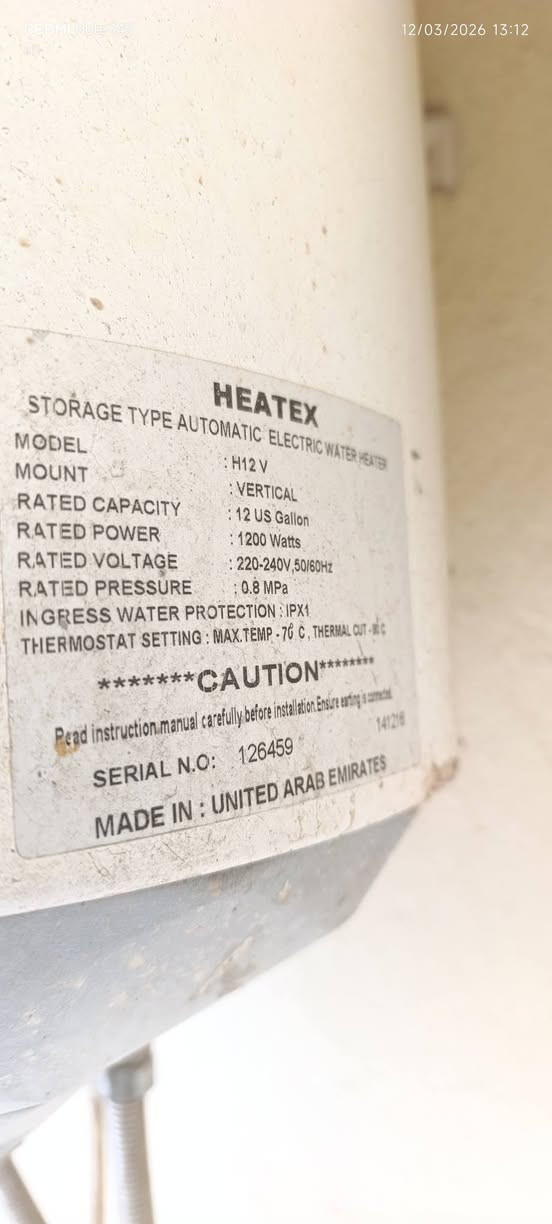 12/03/2026 13:12
HEATEX
STORAGE TYPE AUTOMATIC ELECTRIC WATER HEATER
MODEL : H12 V
MOUNT : VERTICAL
RATED CAPACITY : 12 US Gallon
RATED POWER : 1200 Watts
RATED VOLTAGE : 220-240V,50/60Hz
RATED PRESSURE : 0.8 MPa
INGRESS WATER PROTECTION : IPX1
THERMOSTAT SETTING : MAX.TEMP - 70° C , THERMAL CUT -
*******CAUTION********
Read instruction manual carefully before installation.Ensure earting is connected.
141216
SERIAL N.O: 126459
MADE IN : UNITED ARAB EMIRATES